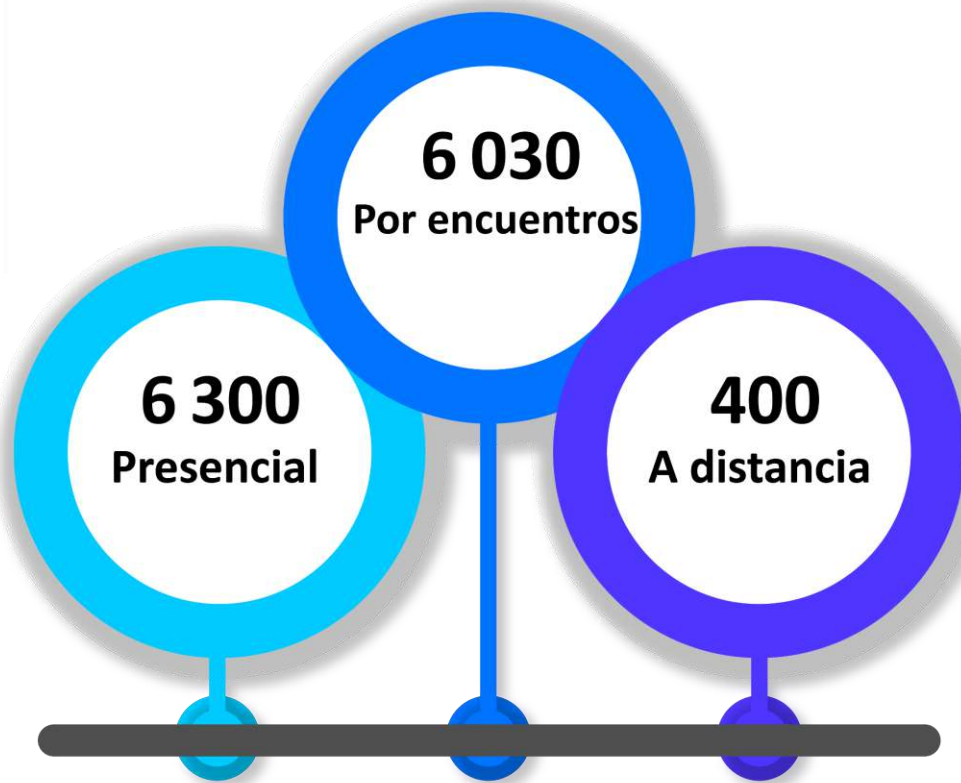 6 030
Por encuentros
6 300
Presencial
400
A distancia